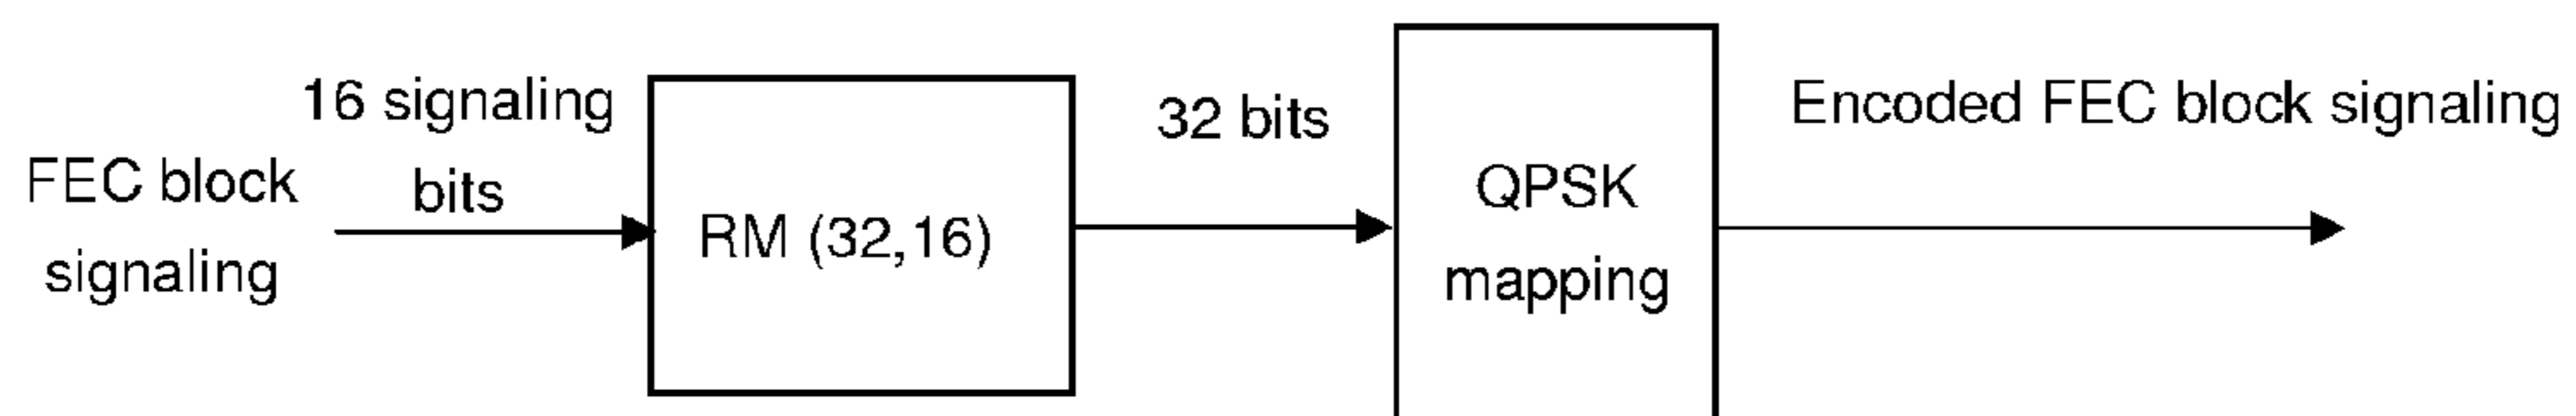 FEC block
signaling
16 signaling
bits
RM (32,16)
32 bits
QPSK
mapping
Encoded FEC block signaling